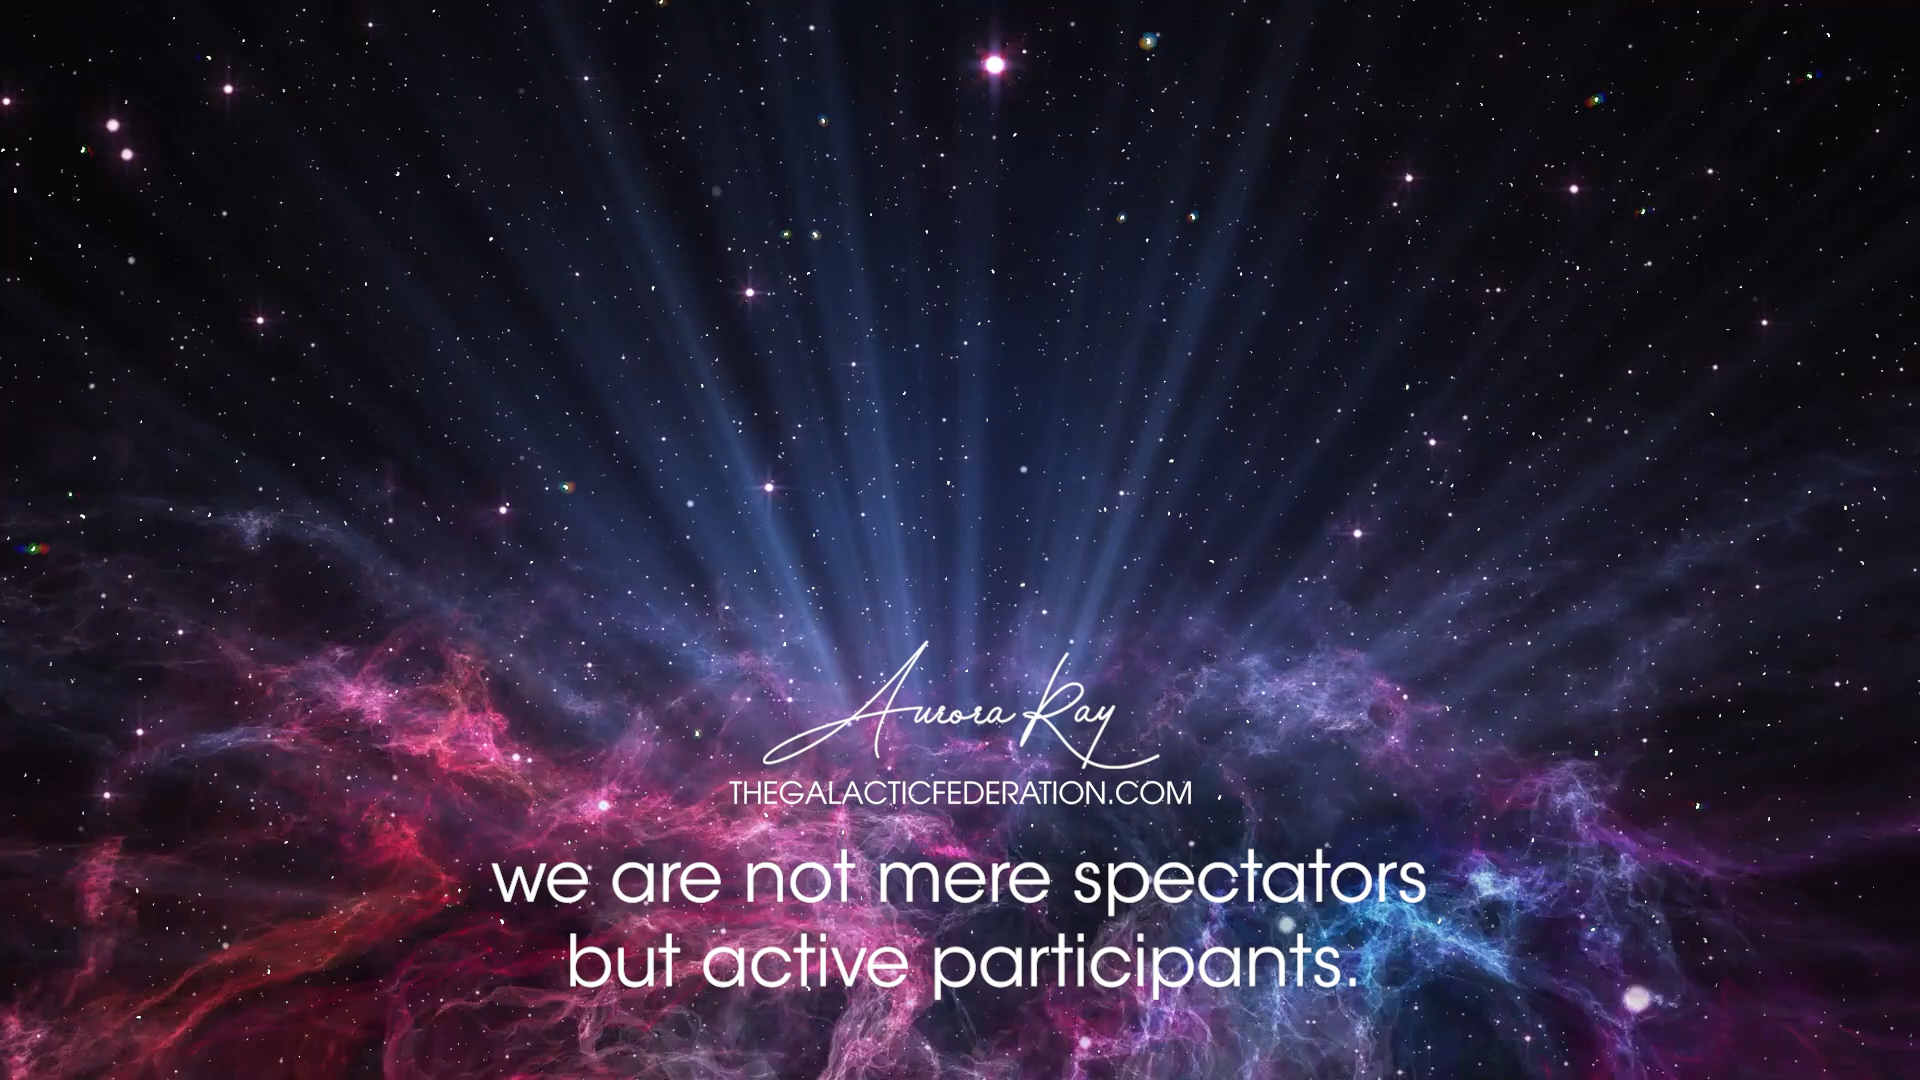 Aurora Ray
THEGALACTICFEDERATION.COM
we are not mere spectators
but active participants.